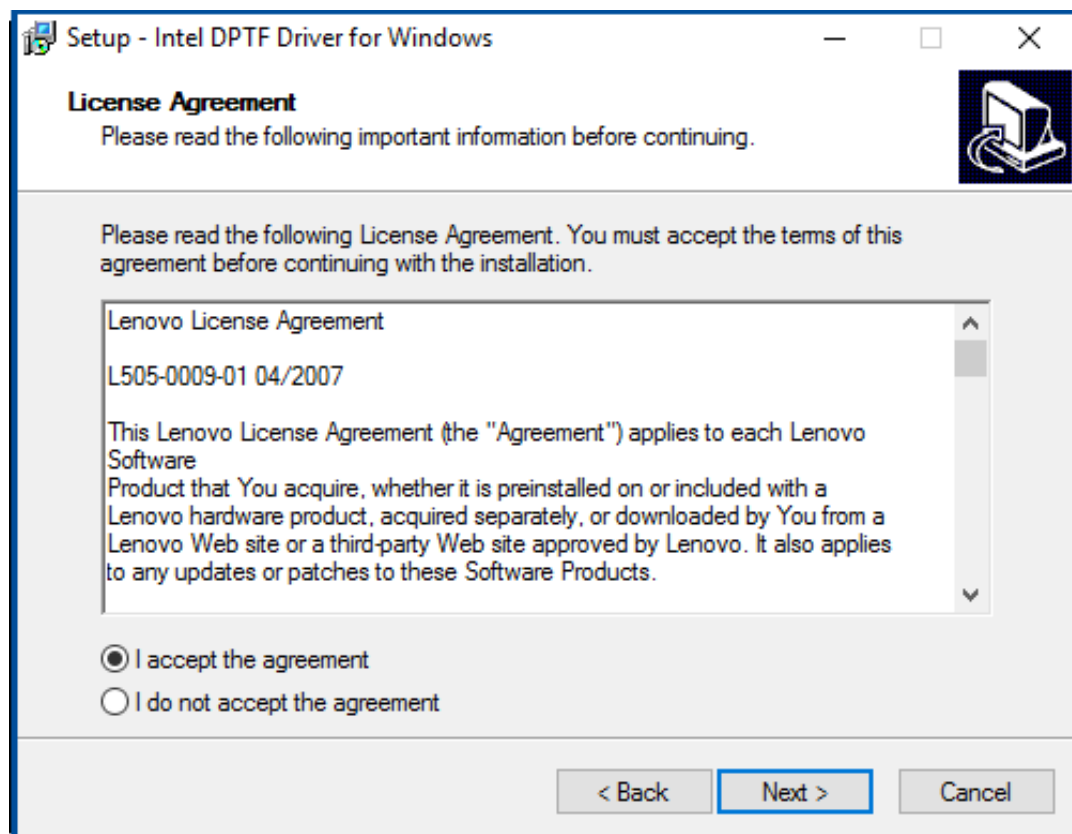 Setup - Intel DPTF Driver for Windows
License Agreement
Please read the following important information before continuing.
Please read the following License Agreement. You must accept the terms of this
agreement before continuing with the installation.
Lenovo License Agreement
L505-0009-01 04/2007
This Lenovo License Agreement (the "Agreement") applies to each Lenovo
Software
Product that You acquire, whether it is preinstalled on or included with a
Lenovo hardware product, acquired separately, or downloaded by You from a
Lenovo Web site or a third-party Web site approved by Lenovo. It also applies
to any updates or patches to these Software Products.
I accept the agreement
I do not accept the agreement
< Back Next > Cancel